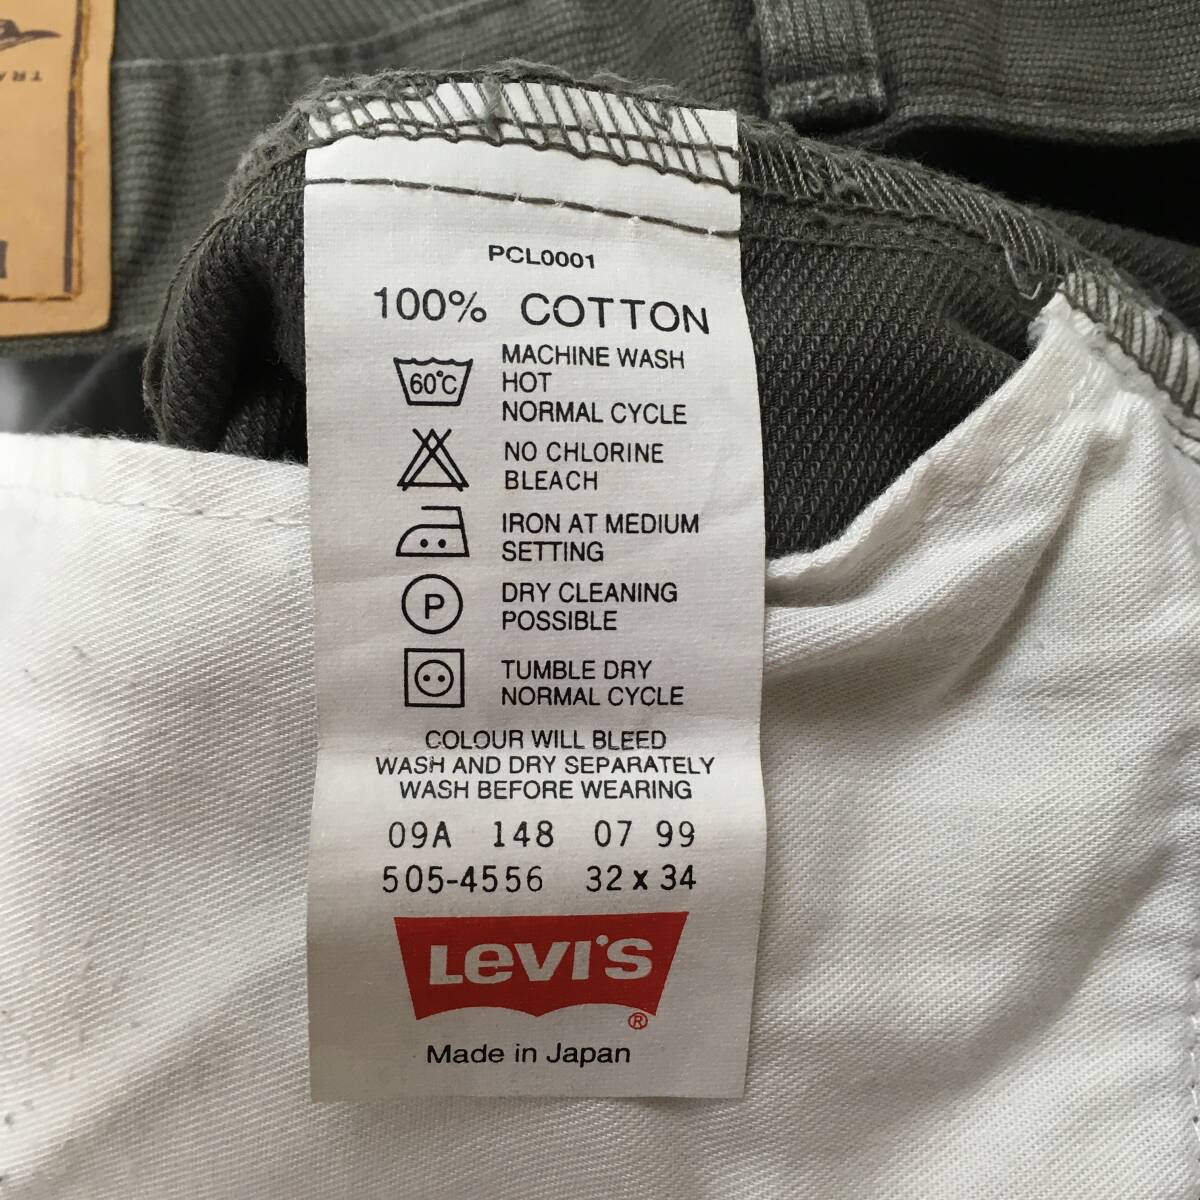 TRA
PCL0001
100% COTTON
60°C
MACHINE WASH
HOT
NORMAL CYCLE
NO CHLORINE
BLEACH
IRON AT MEDIUM
SETTING
P
DRY CLEANING
POSSIBLE
TUMBLE DRY
NORMAL CYCLE
COLOUR WILL BLEED
WASH AND DRY SEPARATELY
WASH BEFORE WEARING
09A 148 07 99
505-4556 32 x 34
LEVI'S
®
Made in Japan